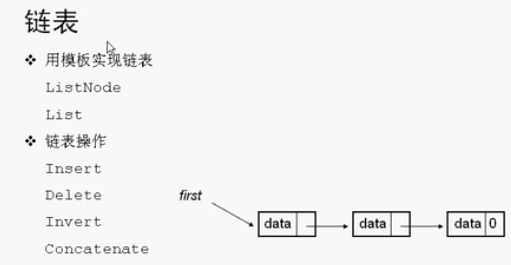 链表
❖ 用模板实现链表
ListNode
List
❖ 链表操作
Insert
Delete
Invert
Concatenate
first
data data data 0